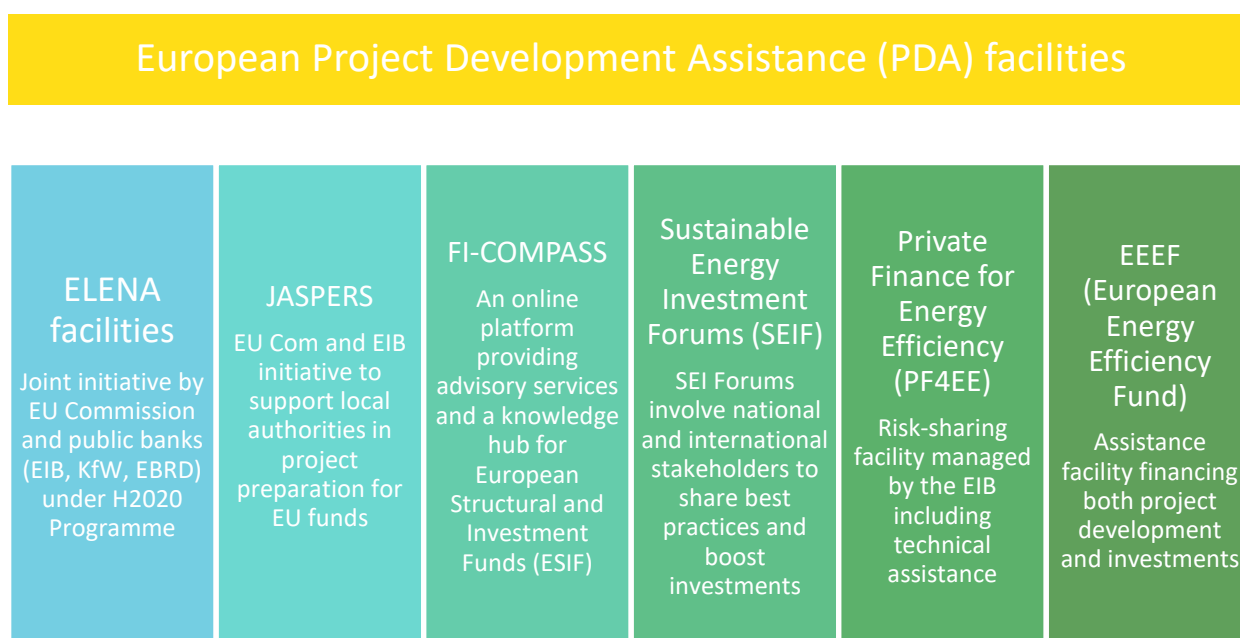 European Project Development Assistance (PDA) facilities
ELENA
facilities
Joint initiative by
EU Commission
and public banks
(EIB, KfW, EBRD)
under H2020
Programme
JASPERS
EU Com and EIB
initiative to
support local
authorities in
project
preparation for
EU funds
FI-COMPASS
An online
platform
providing
advisory services
and a knowledge
hub for
European
Structural and
Investment
Funds (ESIF)
Sustainable
Energy
Investment
Forums (SEIF)
SEI Forums
involve national
and international
stakeholders to
share best
practices and
boost
investments
Private
Finance for
Energy
Efficiency
(PF4EE)
Risk-sharing
facility managed
by the EIB
including
technical
assistance
EEEF
(European
Energy
Efficiency
Fund)
Assistance
facility financing
both project
development
and investments